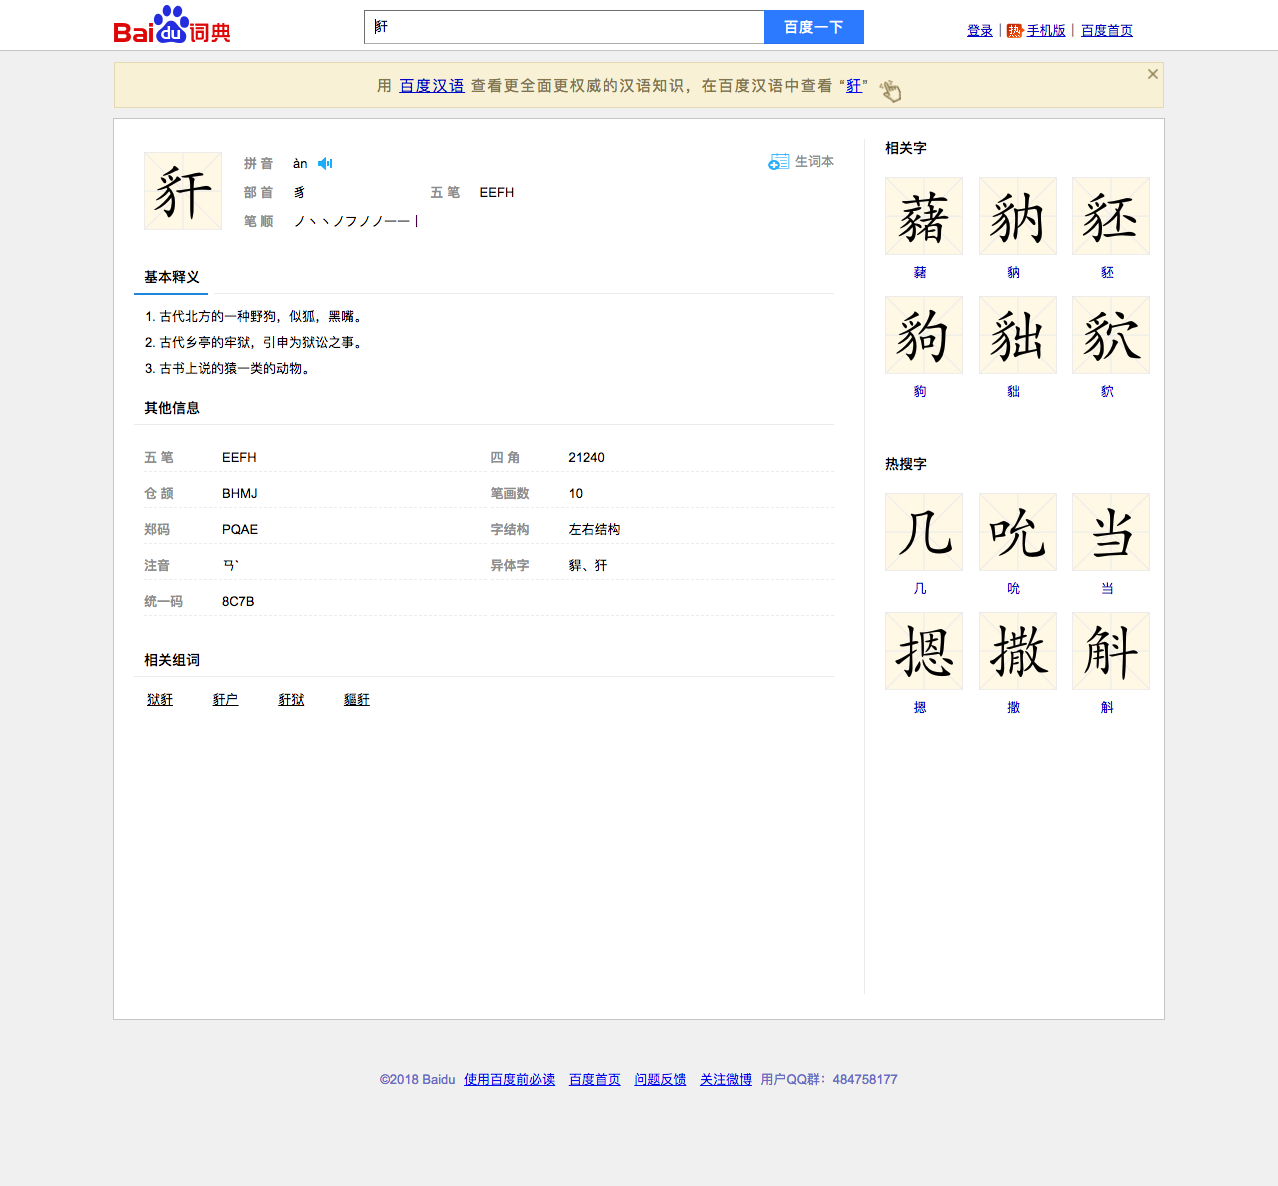 Baidu词典
豻
百度一下
登录 | 热 手机版 | 百度首页
用 百度汉语 查看更全面更权威的汉语知识，在百度汉语中查看 “豻”
豻
拼 音 àn
生词本
部 首 豸 五 笔 EEFH
笔 顺 ノ丶丶ノフノノ一一丨
基本释义
1. 古代北方的一种野狗，似狐，黑嘴。
2. 古代乡亭的牢狱，引申为狱讼之事。
3. 古书上说的猿一类的动物。
其他信息
五 笔 EEFH 四 角 21240
仓 颉 BHMJ 笔画数 10
郑码 PQAE 字结构 左右结构
注音 ㄢˋ 异体字 貋、犴
统一码 8C7B
相关组词
狱豻 豻户 豻狱 貙豻
相关字
蕏 豽 豾
蕏 豽 豾
豿 貀 貁
豿 貀 貁
热搜字
几 吮 当
几 吮 当
摁 撒 斛
摁 撒 斛
©2018 Baidu 使用百度前必读 百度首页 问题反馈 关注微博 用户QQ群：484758177